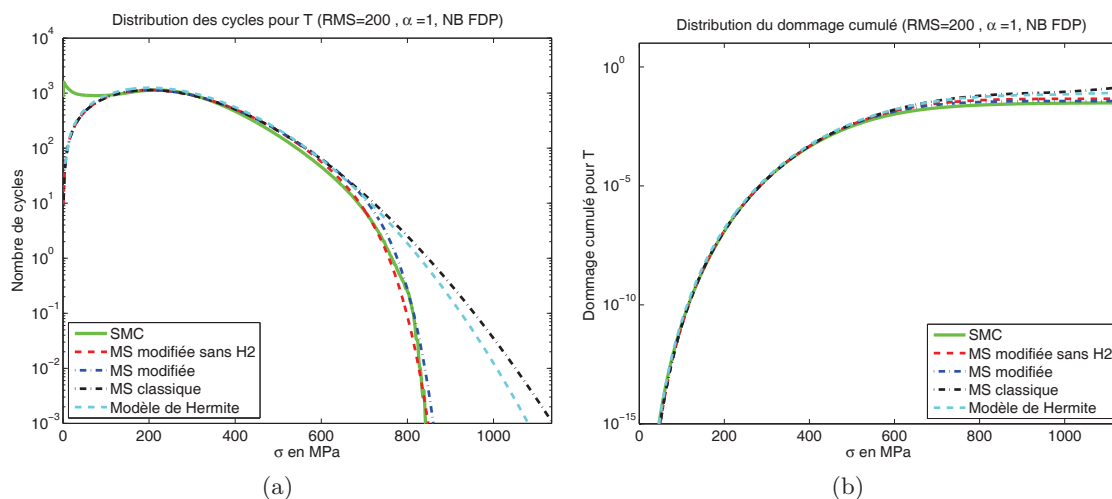 Distribution des cycles pour T (RMS=200 , α =1, NB FDP)
Nombre de cycles
10^4
10^3
10^2
10^1
10^0
10^−1
10^−2
10^−3
0 200 400 600 800 1000
σ en MPa
SMC
MS modifiée sans H2
MS modifiée
MS classique
Modèle de Hermite
(a)
Distribution du dommage cumulé (RMS=200 , α =1, NB FDP)
Dommage cumulé pour T
10^0
10^−5
10^−10
10^−15
0 200 400 600 800 1000
σ en MPa
SMC
MS modifiée sans H2
MS modifiée
MS classique
Modèle de Hermite
(b)